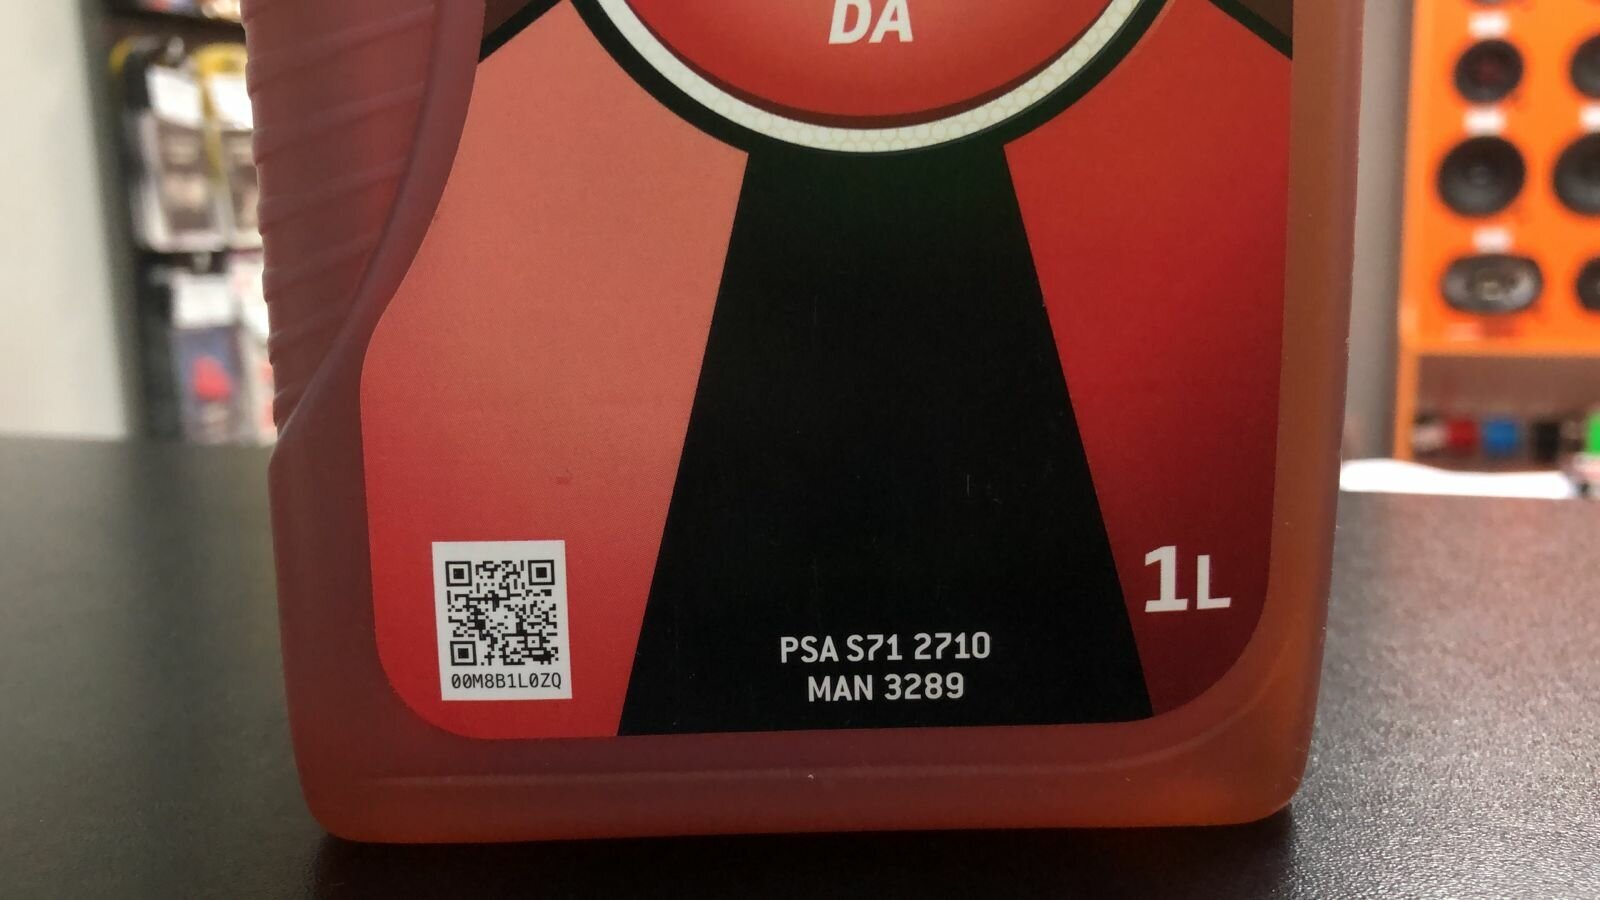 DA
1L
PSA S71 2710
MAN 3289
00M8B1L0ZQ